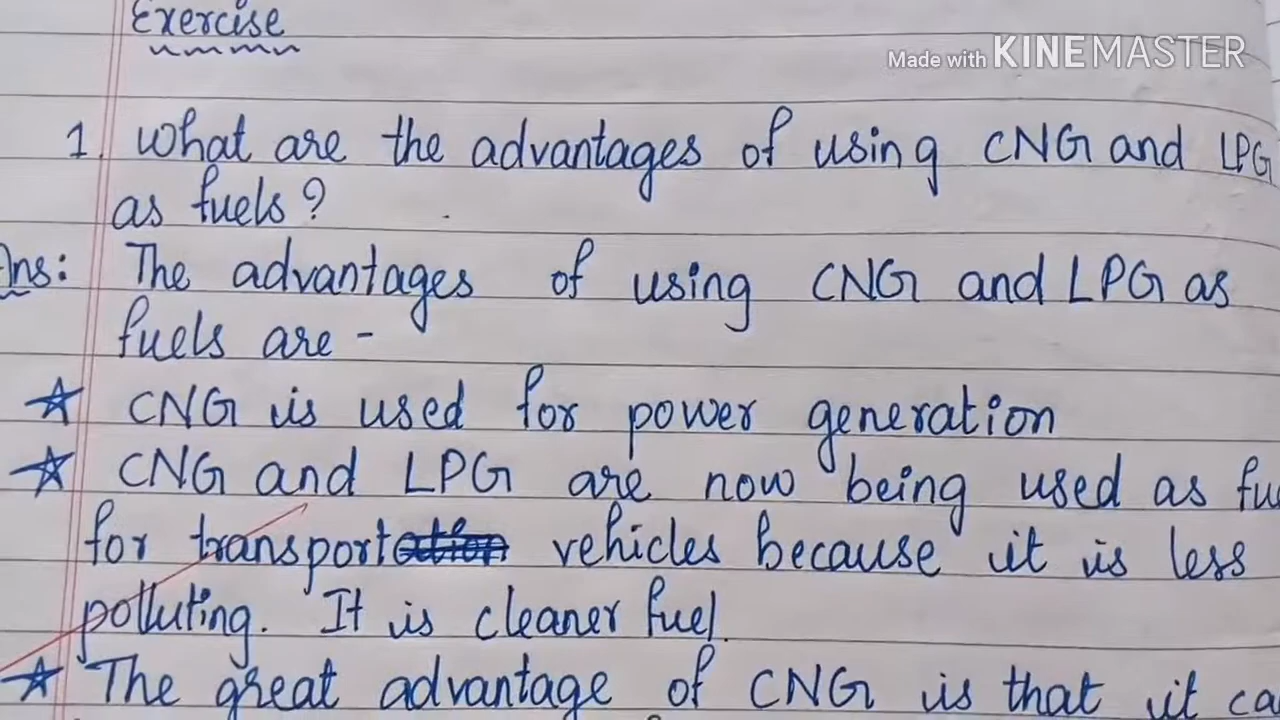 Exercise
Made with KINEMASTER
1. What are the advantages of using CNG and LPG
as fuels?
Ans: The advantages of using CNG and LPG as
fuels are -
CNG is used for power generation
CNG and LPG are now being used as fu
for transport vehicles because it is less
polluting. It is cleaner fuel.
The great advantage of CNG is that it ca